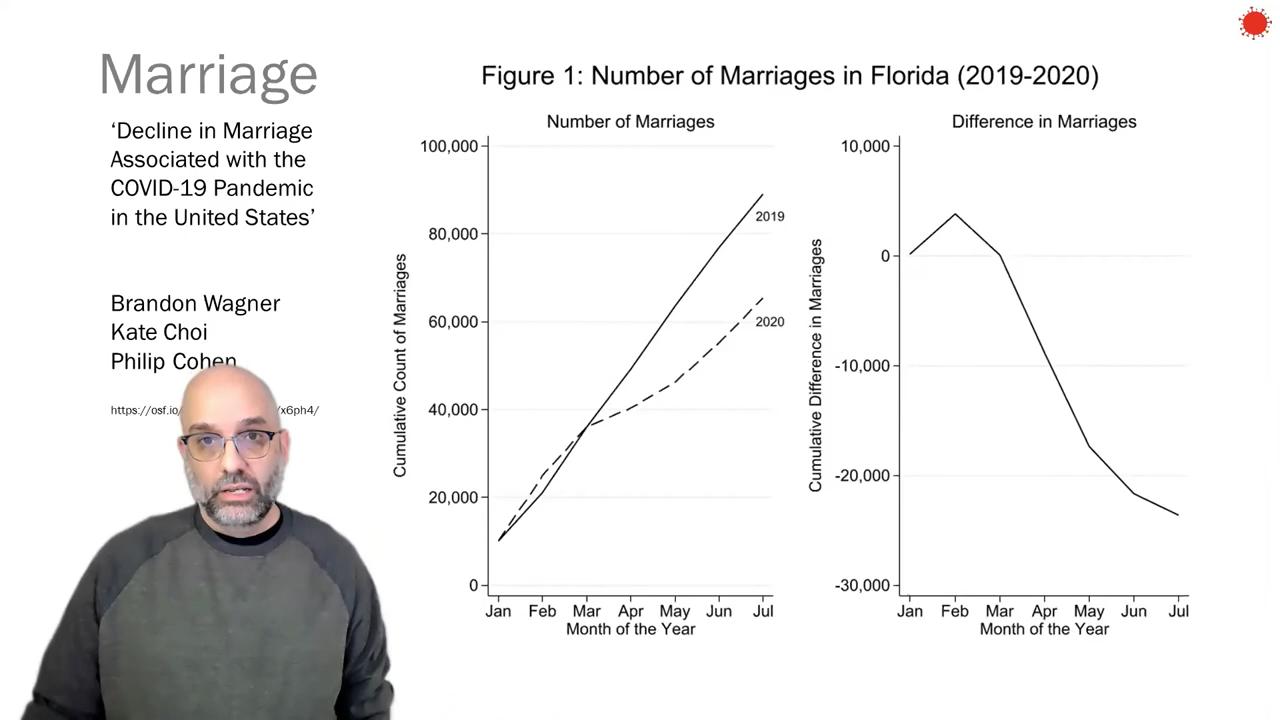 Marriage
‘Decline in Marriage
Associated with the
COVID-19 Pandemic
in the United States’
Brandon Wagner
Kate Choi
Philip Cohen
https://osf.io/
x6ph4/
Figure 1: Number of Marriages in Florida (2019-2020)
Number of Marriages
Cumulative Count of Marriages
100,000
80,000
60,000
40,000
20,000
0
2019
2020
Jan Feb Mar Apr May Jun Jul
Month of the Year
Difference in Marriages
Cumulative Difference in Marriages
10,000
0
-10,000
-20,000
-30,000
Jan Feb Mar Apr May Jun Jul
Month of the Year